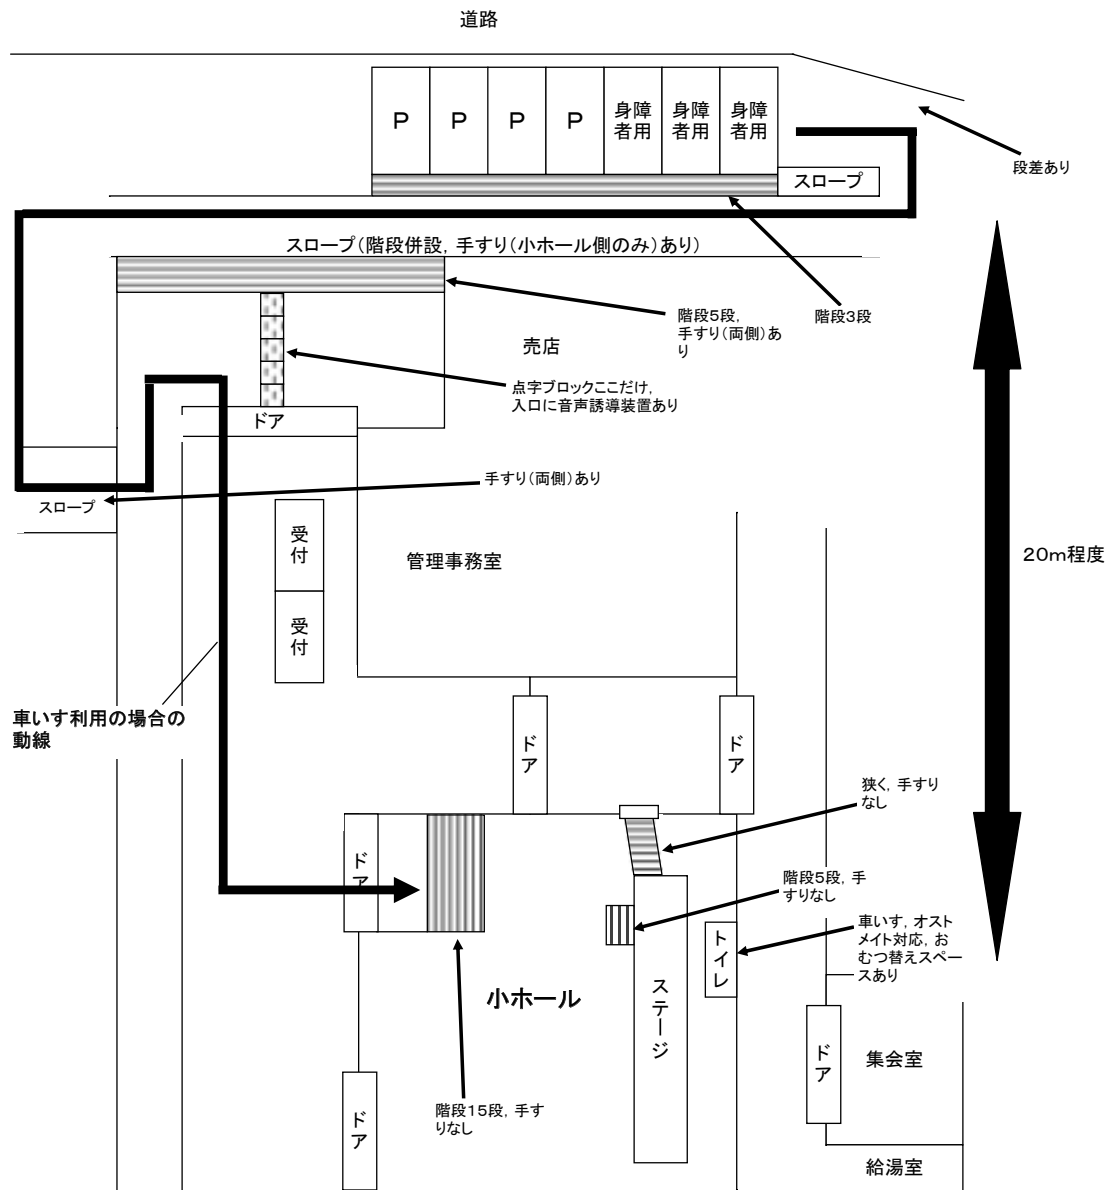 道路
P
P
P
P
身障
者用
身障
者用
身障
者用
段差あり
スロープ
スロープ(階段併設，手すり(小ホール側のみ)あり)
階段5段，
手すり(両側)あ
り
階段3段
売店
点字ブロックここだけ，
入口に音声誘導装置あり
ドア
手すり(両側)あり
スロープ
受付
受付
管理事務室
20m程度
車いす利用の場合の
動線
ドア
ドア
狭く，手すり
なし
ドア
階段5段，手
すりなし
車いす，オスト
メイト対応，お
むつ替えスペー
スあり
トイレ
小ホール
ステージ
ドア
集会室
階段15段，手す
りなし
ドア
給湯室